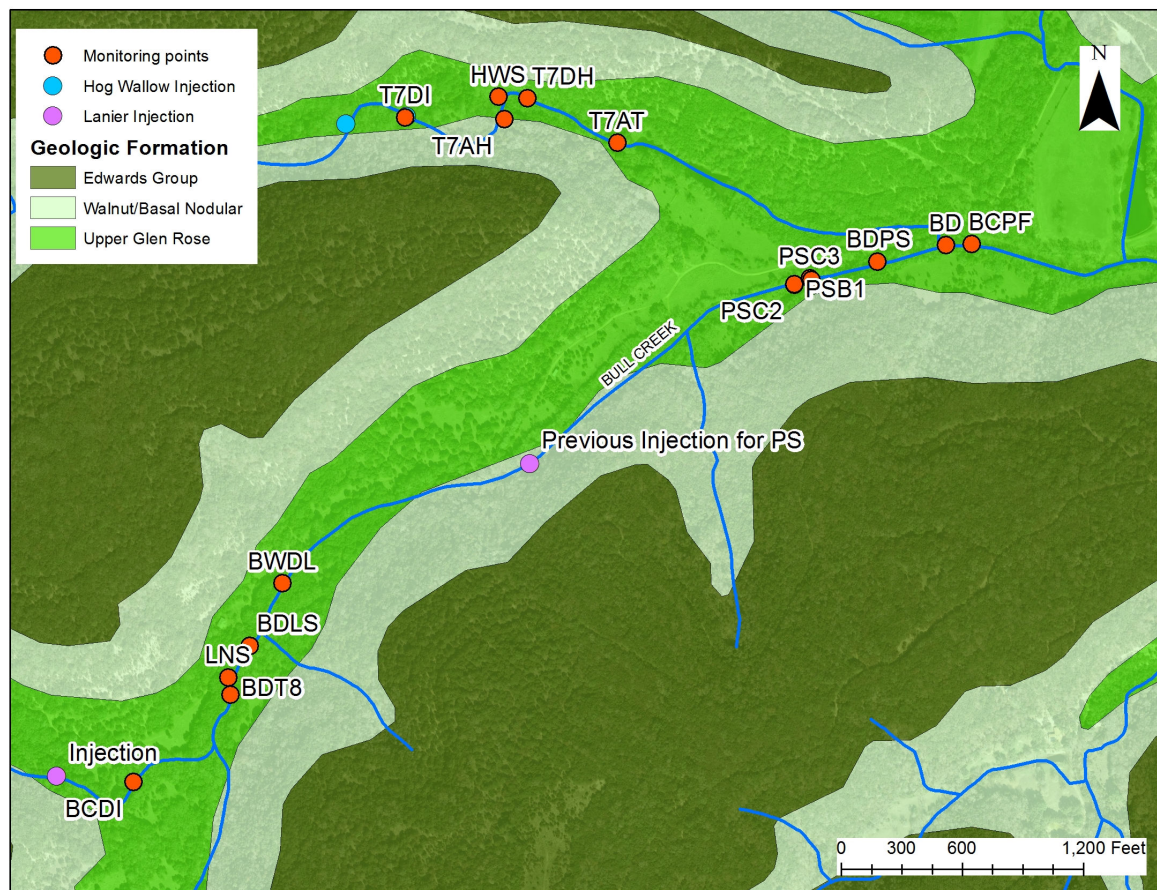 Monitoring points
Hog Wallow Injection
Lanier Injection
Geologic Formation
Edwards Group
Walnut/Basal Nodular
Upper Glen Rose
N
HWS
T7DH
T7DI
T7AH
T7AT
BD
BCPF
BDPS
PSC3
PSB1
PSC2
BULL CREEK
Previous Injection for PS
BWDL
BDLS
LNS
BDT8
Injection
BCDI
0 300 600 1,200 Feet